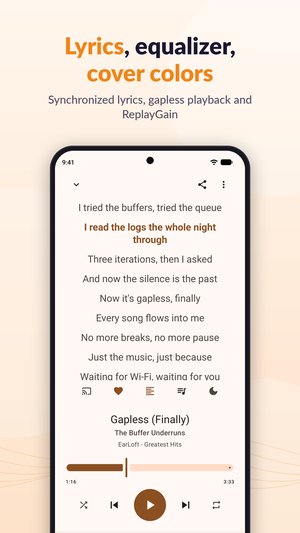 Lyrics, equalizer,
cover colors
Synchronized lyrics, gapless playback and
ReplayGain
9:41
I tried the buffers, tried the queue
I read the logs the whole night
through
Three iterations, then I asked
And now the silence is the past
Now it's gapless, finally
Every song flows into me
No more breaks, no more pause
Just the music, just because
Waiting for Wi-Fi, waiting for you
Gapless (Finally)
The Buffer Underruns
EarLoft · Greatest Hits
1:16
3:33